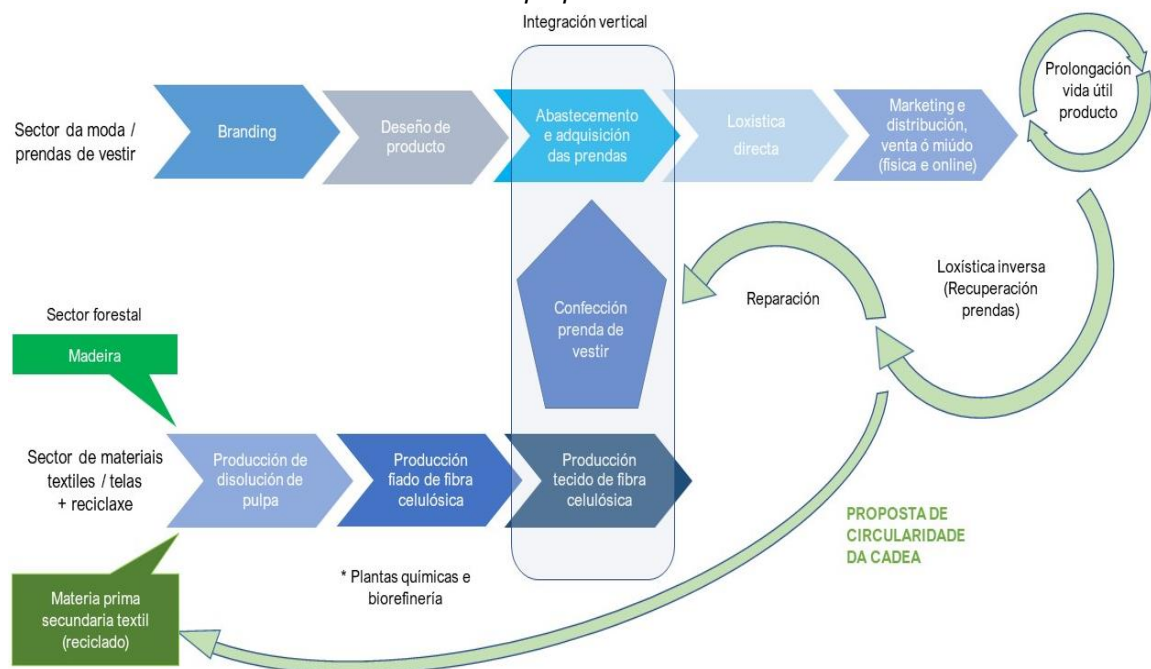 Integración vertical
Sector da moda /
prendas de vestir
Branding
Deseño de
produto
Abastecemento
e adquisición
das prendas
Loxística
directa
Marketing e
distribución,
venta ó miúdo
(física e online)
Prolongación
vida útil
producto
Loxística inversa
(Recuperación
prendas)
Reparación
Confección
prenda de
vestir
Sector forestal
Madeira
Sector de materiais
textiles / telas
+ reciclaxe
Producción de
disolución de
pulpa
Producción
fiado de fibra
celulósica
Producción
tecido de fibra
celulósica
PROPOSTA DE
CIRCULARIDADE
DA CADEA
* Plantas químicas e
biorefinería
Materia prima
secundaria textil
(reciclado)